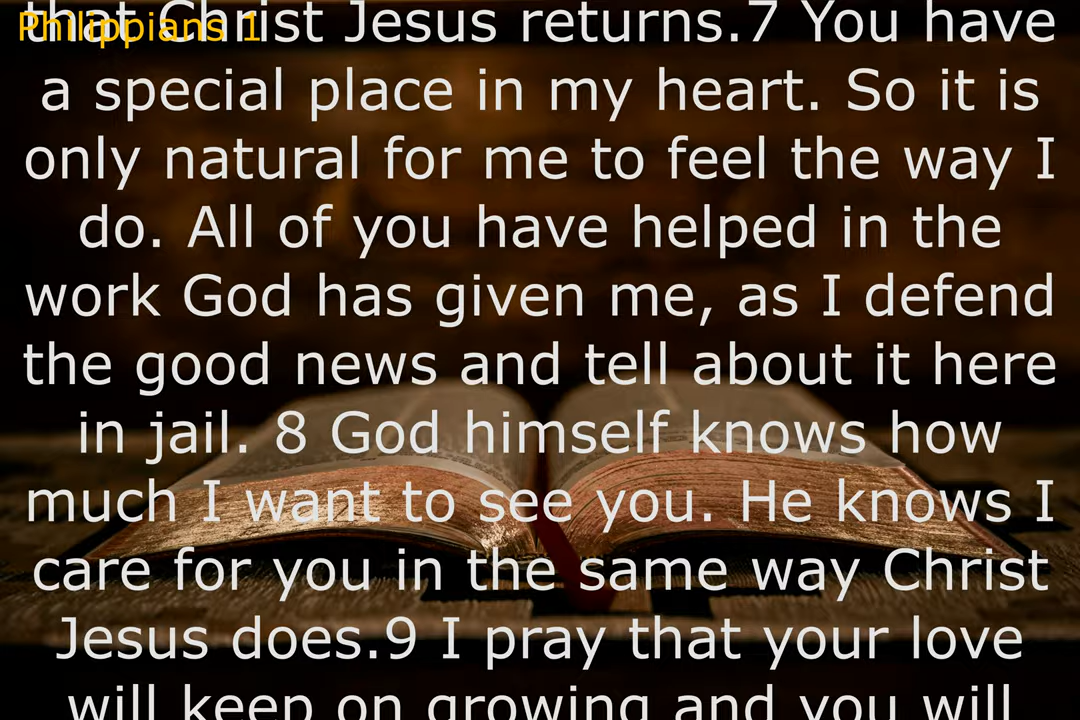 Philippians 1
that Christ Jesus returns.7 You have
a special place in my heart. So it is
only natural for me to feel the way I
do. All of you have helped in the
work God has given me, as I defend
the good news and tell about it here
in jail. 8 God himself knows how
much I want to see you. He knows I
care for you in the same way Christ
Jesus does.9 I pray that your love
will keep on growing and you will